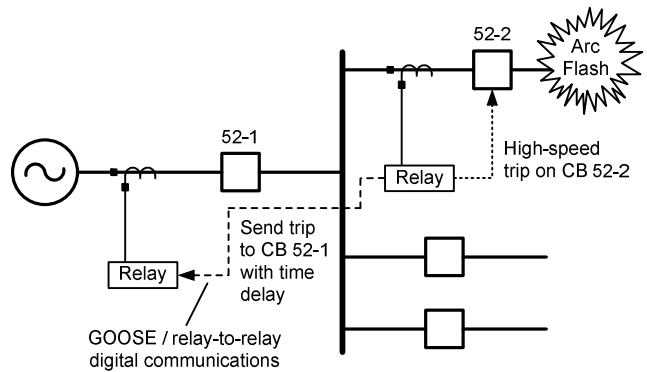 52-2
Arc
Flash
52-1
High-speed
trip on CB 52-2
Relay
Send trip
to CB 52-1
with time
delay
Relay
GOOSE / relay-to-relay
digital communications